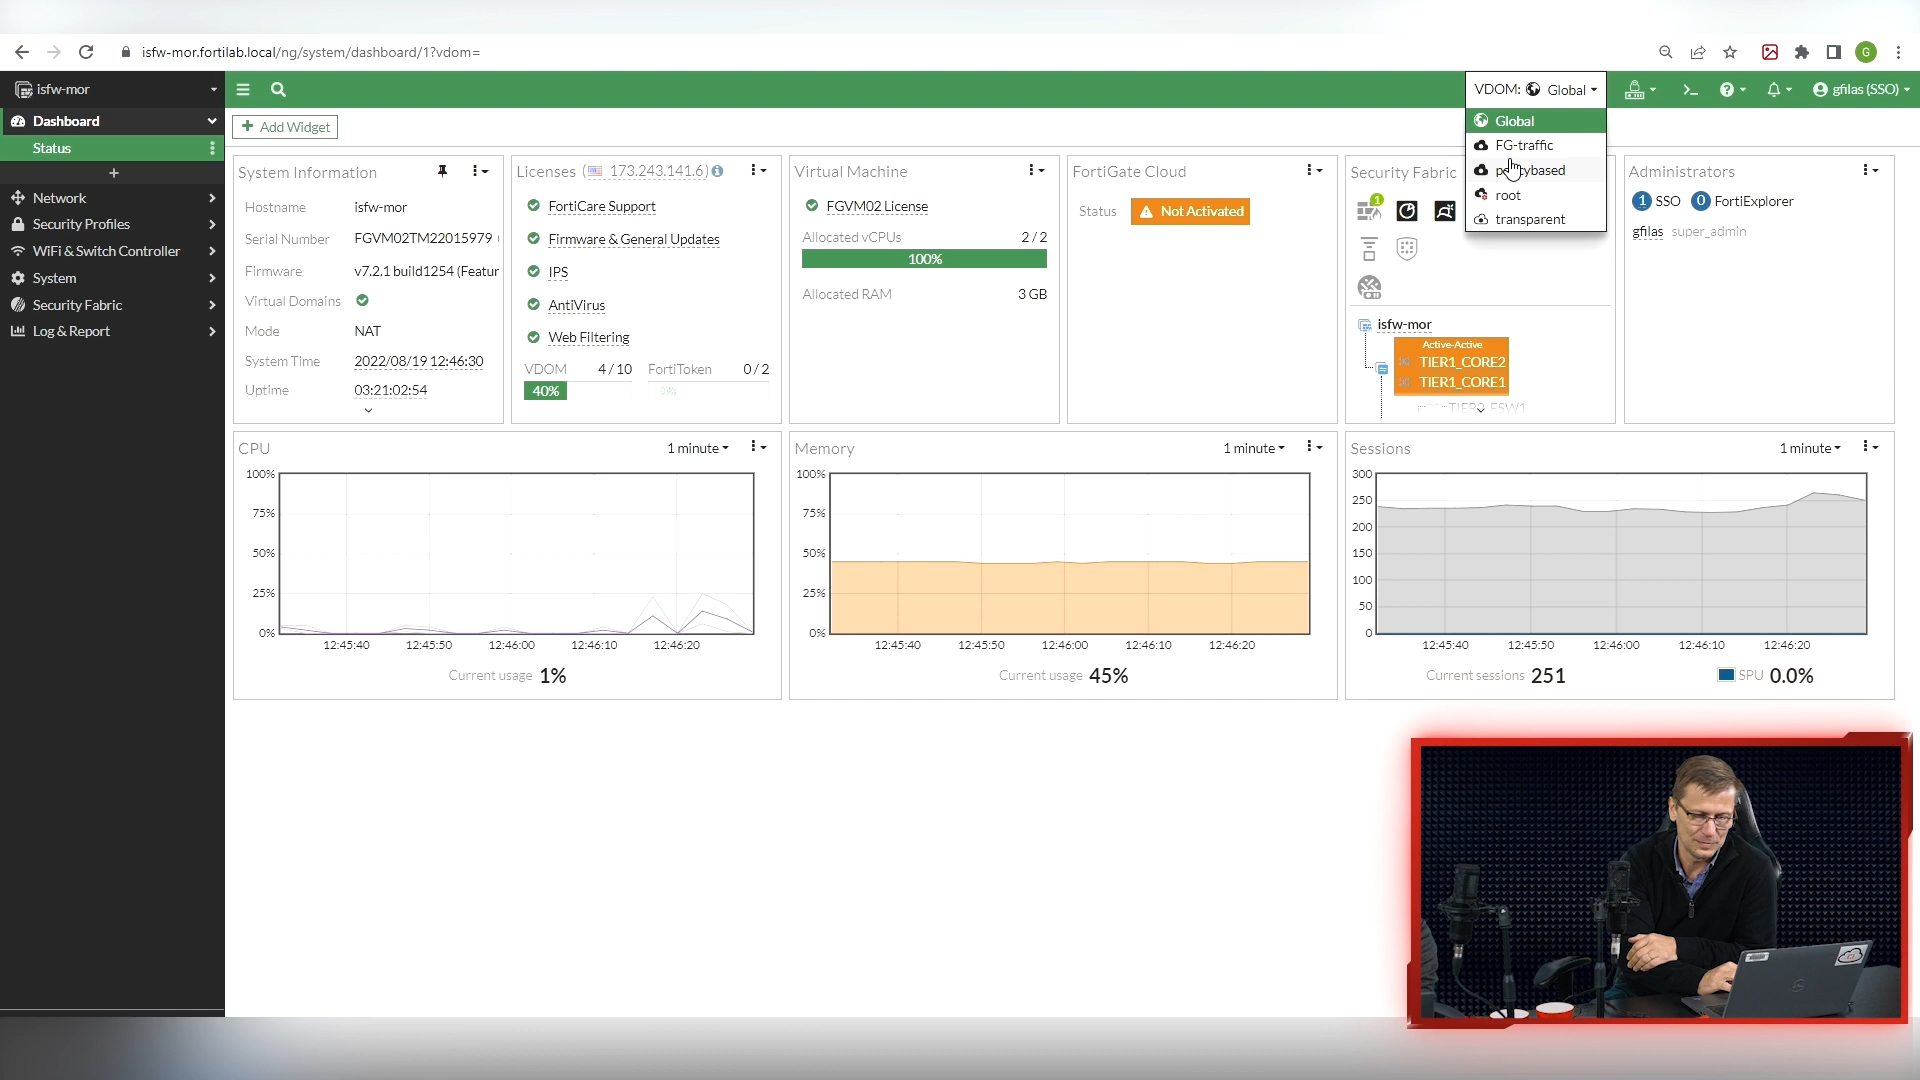 isfw-mor.fortilab.local/ng/system/dashboard/1?vdom=
G
isfw-mor
VDOM: Global
gfilas (SSO)
Dashboard
Status
+
Network
Security Profiles
WiFi & Switch Controller
System
Security Fabric
Log & Report
+ Add Widget
Global
FG-traffic
root
transparent
System Information
Hostname isfw-mor
Serial Number FGVM02TM22015979
Firmware v7.2.1 build1254 (Featur
Virtual Domains
Mode NAT
System Time 2022/08/19 12:46:30
Uptime 03:21:02:54
Licenses (173.243.141.6)
FortiCare Support
Firmware & General Updates
IPS
AntiVirus
Web Filtering
VDOM 4/10 FortiToken 0/2
40% 0%
Virtual Machine
FGVM02 License
Allocated vCPUs 2/2
100%
Allocated RAM 3 GB
FortiGate Cloud
Status Not Activated
Security Fabric
1
isfw-mor
Active-Active
TIER1_CORE2
TIER1_CORE1
Administrators
1 SSO 0 FortiExplorer
gfilas super_admin
CPU 1 minute
100%
75%
50%
25%
0%
12:45:40 12:45:50 12:46:00 12:46:10 12:46:20
Current usage 1%
Memory 1 minute
100%
75%
50%
25%
0%
12:45:40 12:45:50 12:46:00 12:46:10 12:46:20
Current usage 45%
Sessions 1 minute
300
250
200
150
100
50
0
12:45:40 12:45:50 12:46:00 12:46:10 12:46:20
Current sessions 251 SPU 0.0%